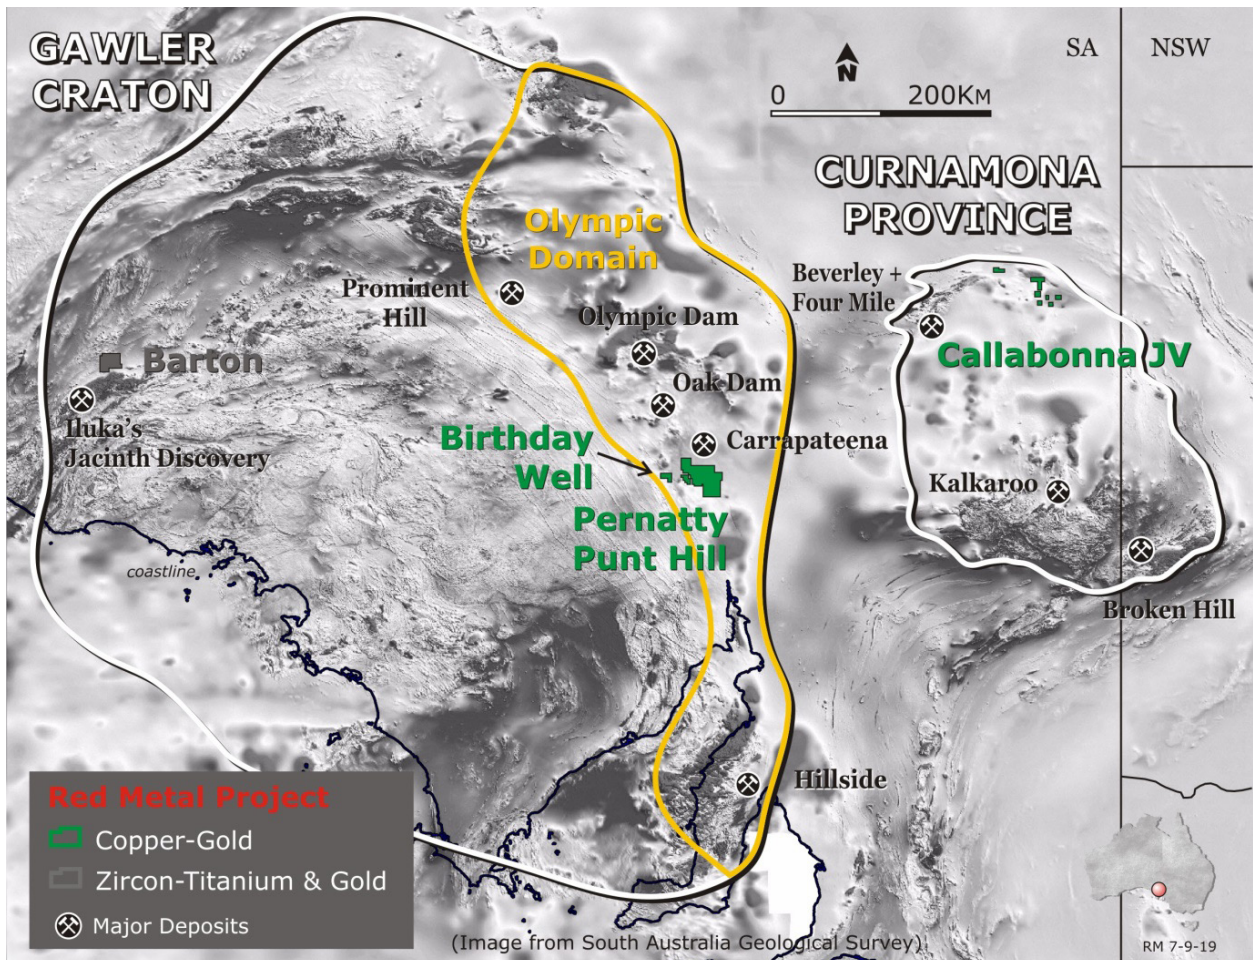 GAWLER
CRATON
N
0 200KM
SA
NSW
CURNAMONA
PROVINCE
Olympic
Domain
Prominent
Hill
Olympic Dam
Oak Dam
Carrapateena
Barton
Iluka's
Jacinth Discovery
Birthday
Well
Pernatty
Punt Hill
Beverley +
Four Mile
Callabonna JV
Kalkaroo
Broken Hill
coastline
Hillside
Red Metal Project
Copper-Gold
Zircon-Titanium & Gold
Major Deposits
(Image from South Australia Geological Survey)
RM 7-9-19